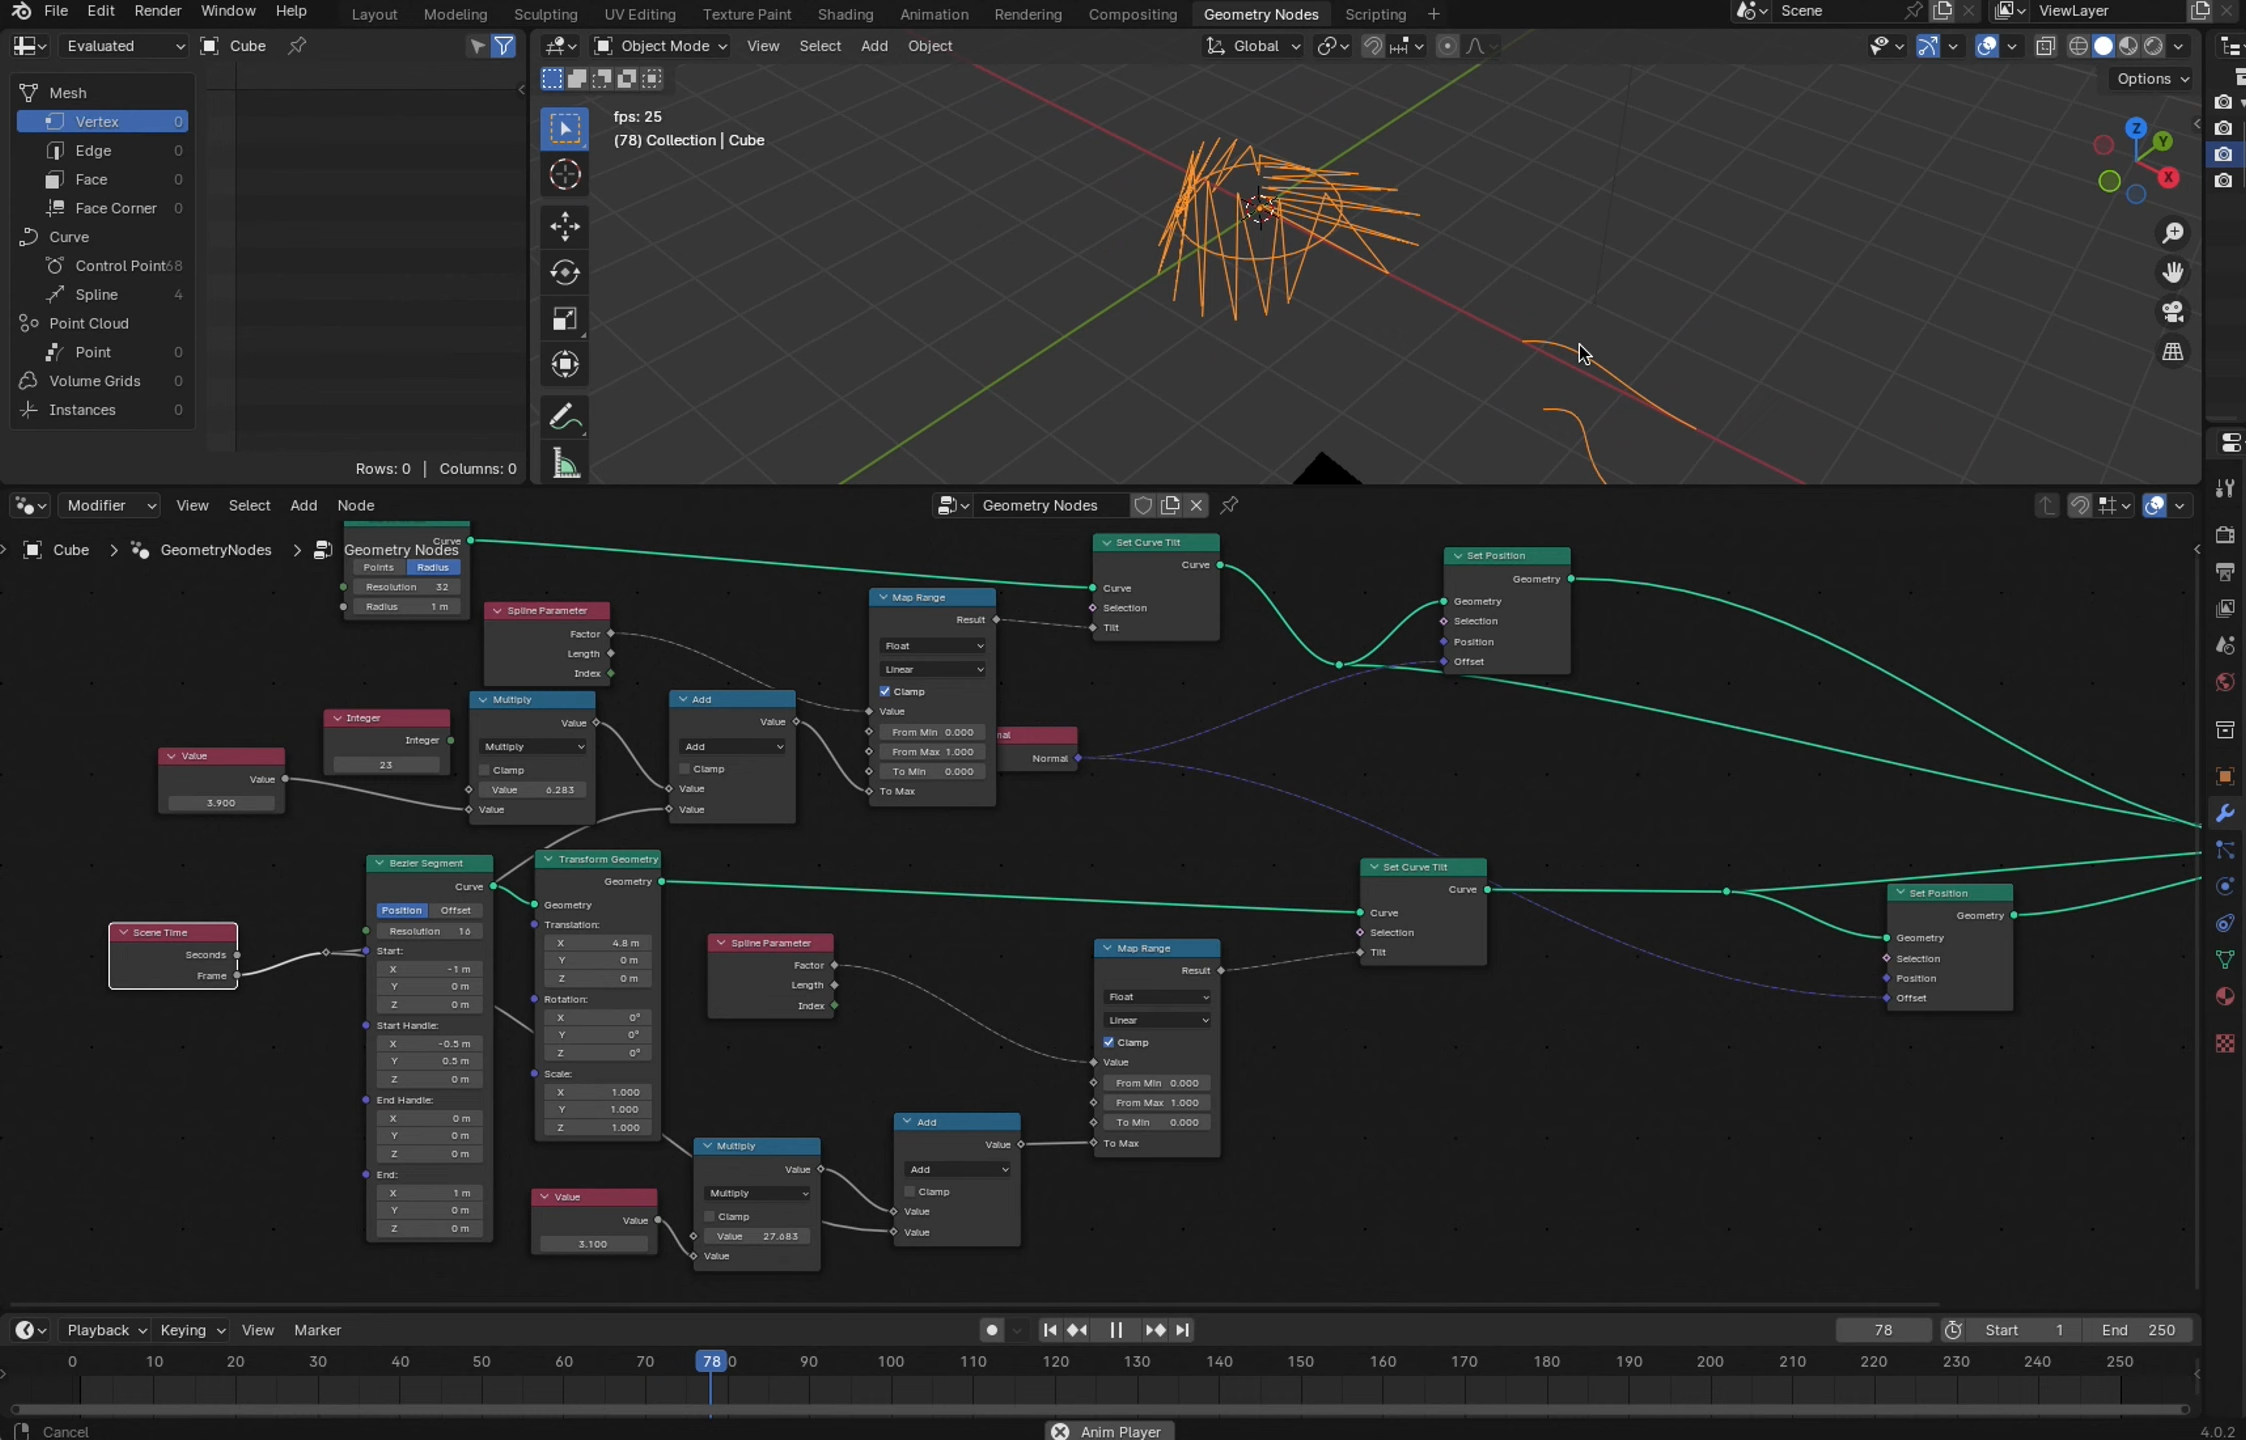 File Edit Render Window Help Layout Modeling Sculpting UV Editing Texture Paint Shading Animation Rendering Compositing Geometry Nodes Scripting + Scene ViewLayer
Evaluated Cube Object Mode View Select Add Object Global
Options
Mesh
Vertex 0
Edge 0
Face 0
Face Corner 0
Curve
Control Point 68
Spline 4
Point Cloud
Point 0
Volume Grids
Instances 0
Rows: 0 | Columns: 0
fps: 25
(78) Collection | Cube
Z
Y
X
Modifier View Select Add Node Geometry Nodes
Cube > GeometryNodes > Geometry Nodes
Curve
Points Radius
Resolution 32
Radius 1 m
Spline Parameter
Factor
Length
Index
Integer
Integer
23
Value
Value
3.900
Multiply
Value
Multiply
Clamp
Value 6.283
Value
Add
Value
Add
Clamp
Value
Value
Map Range
Result
Float
Linear
Clamp
Value
From Min 0.000
From Max 1.000
To Min 0.000
To Max
Normal
Set Curve Tilt
Curve
Curve
Selection
Tilt
Set Position
Geometry
Geometry
Selection
Position
Offset
Scene Time
Seconds
Frame
Bezier Segment
Curve
Position Offset
Resolution 16
Start:
X -1 m
Y 0 m
Z 0 m
Start Handle:
X -0.5 m
Y 0.5 m
Z 0 m
End Handle:
X 0 m
Y 0 m
Z 0 m
End:
X 1 m
Y 0 m
Z 0 m
Transform Geometry
Geometry
Geometry
Translation:
X 4.8 m
Y 0 m
Z 0 m
Rotation:
X 0°
Y 0°
Z 0°
Scale:
X 1.000
Y 1.000
Z 1.000
Spline Parameter
Factor
Length
Index
Value
Value
3.100
Multiply
Value
Multiply
Clamp
Value 27.683
Value
Add
Value
Add
Clamp
Value
Value
Map Range
Result
Float
Linear
Clamp
Value
From Min 0.000
From Max 1.000
To Min 0.000
To Max
Set Curve Tilt
Curve
Curve
Selection
Tilt
Set Position
Geometry
Geometry
Selection
Position
Offset
Playback Keying View Marker 78 Start 1 End 250
0 10 20 30 40 50 60 70 78 90 100 110 120 130 140 150 160 170 180 190 200 210 220 230 240 250
Cancel Anim Player 4.0.2